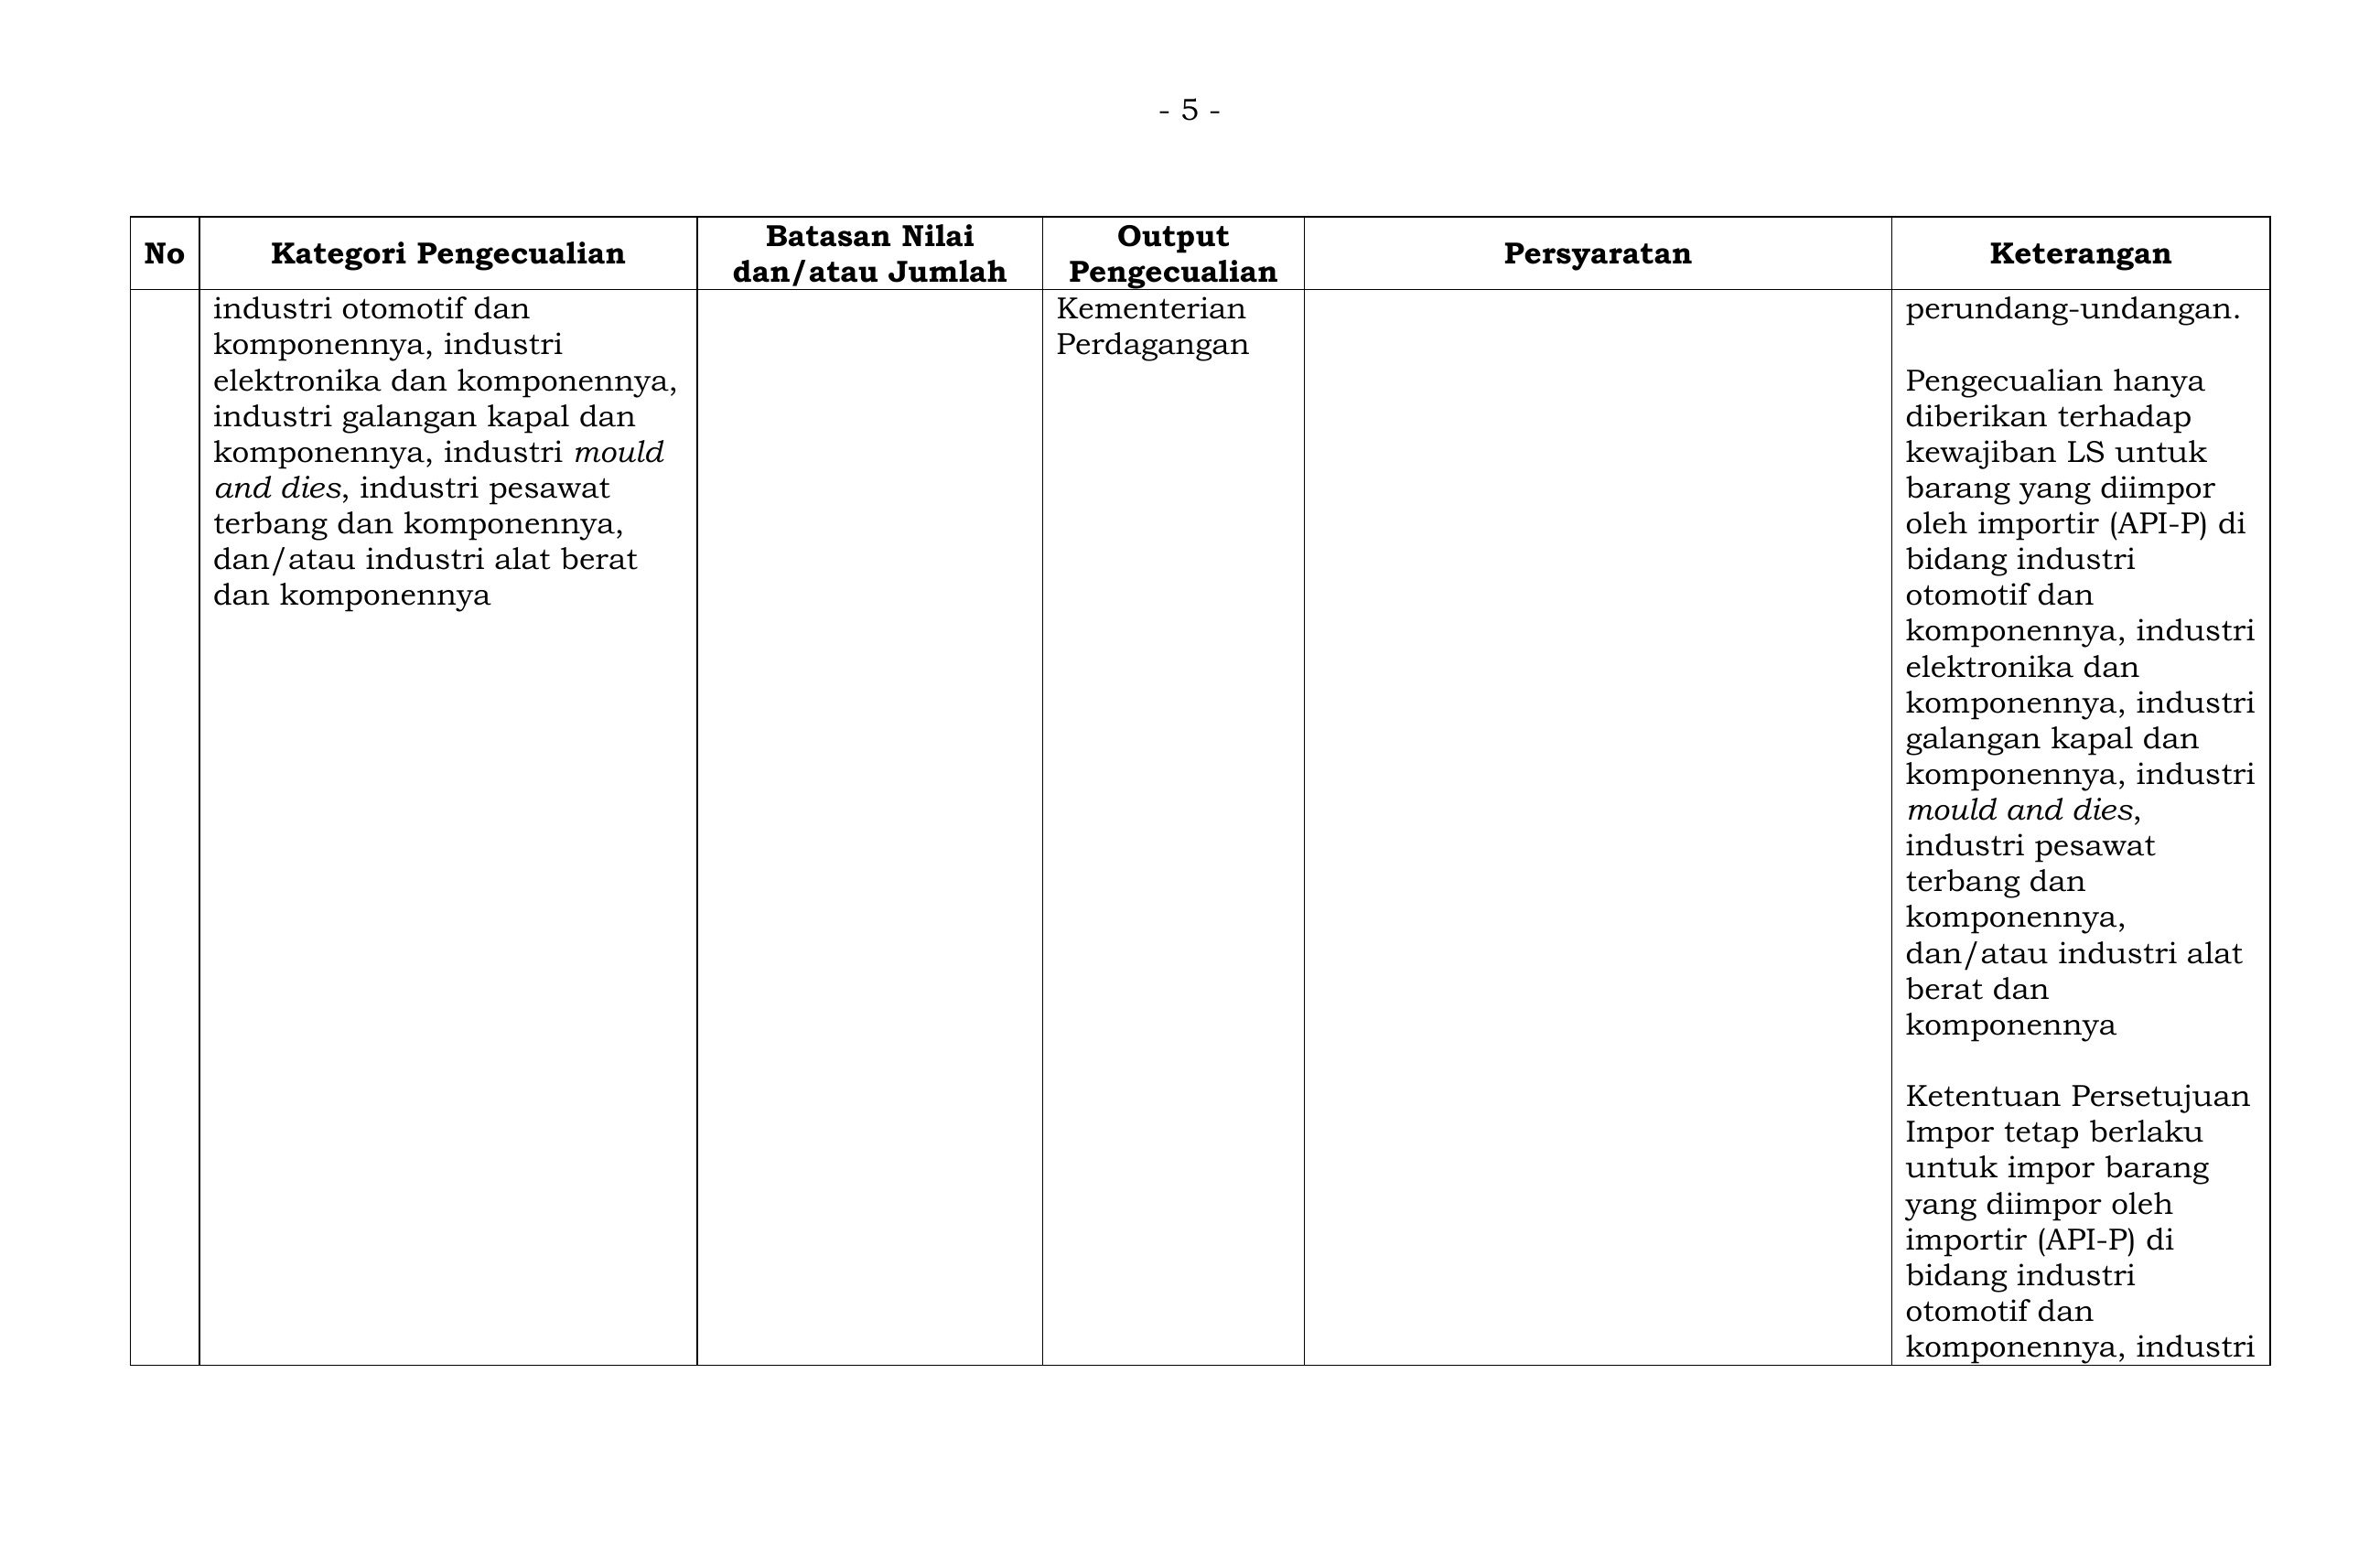 - 5 -
No
Kategori Pengecualian
Batasan Nilai
dan/atau Jumlah
Output
Pengecualian
Persyaratan
Keterangan
industri otomotif dan
komponennya, industri
elektronika dan komponennya,
industri galangan kapal dan
komponennya, industri mould
and dies, industri pesawat
terbang dan komponennya,
dan/atau industri alat berat
dan komponennya
Kementerian
Perdagangan
perundang-undangan.
Pengecualian hanya
diberikan terhadap
kewajiban LS untuk
barang yang diimpor
oleh importir (API-P) di
bidang industri
otomotif dan
komponennya, industri
elektronika dan
komponennya, industri
galangan kapal dan
komponennya, industri
mould and dies,
industri pesawat
terbang dan
komponennya,
dan/atau industri alat
berat dan
komponennya
Ketentuan Persetujuan
Impor tetap berlaku
untuk impor barang
yang diimpor oleh
importir (API-P) di
bidang industri
otomotif dan
komponennya, industri